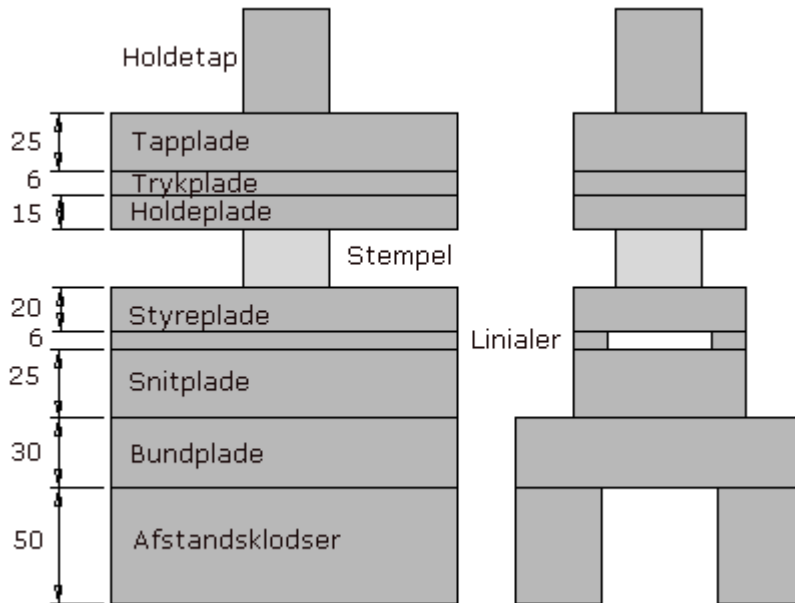 Holdetap
25
Tapplade
6
Trykplade
15
Holdeplade
Stempel
20
Styreplade
6
Linialer
25
Snitplade
30
Bundplade
50
Afstandsklodser